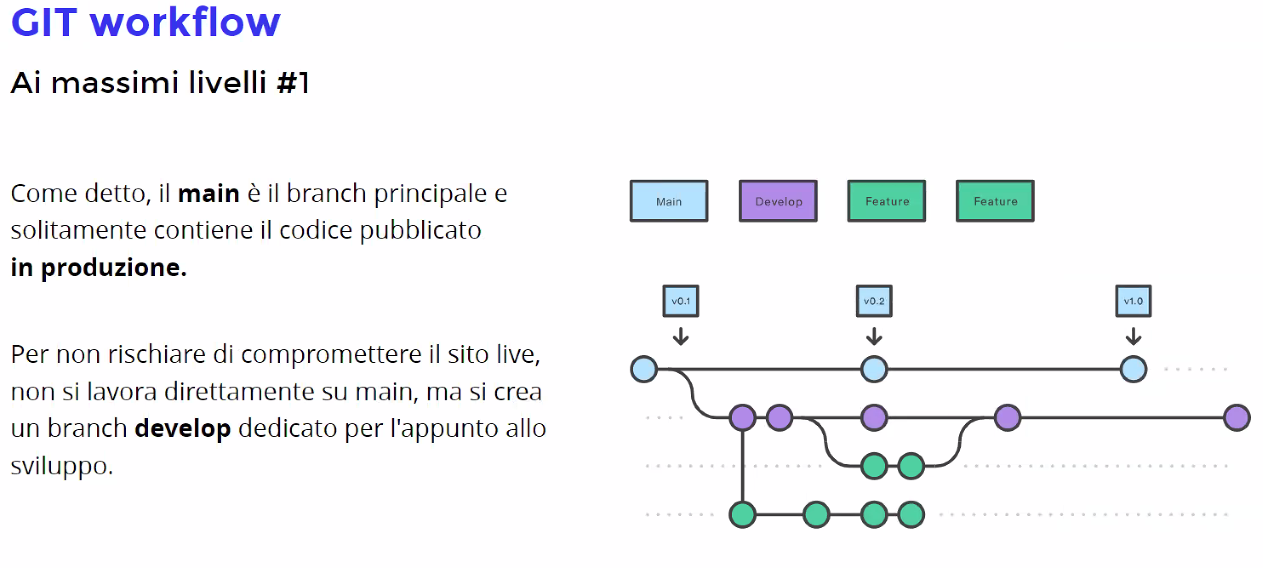 GIT workflow
Ai massimi livelli #1
Come detto, il main è il branch principale e
solitamente contiene il codice pubblicato
in produzione.
Per non rischiare di compromettere il sito live,
non si lavora direttamente su main, ma si crea
un branch develop dedicato per l'appunto allo
sviluppo.
Main Develop Feature Feature
v0.1 v0.2 v1.0